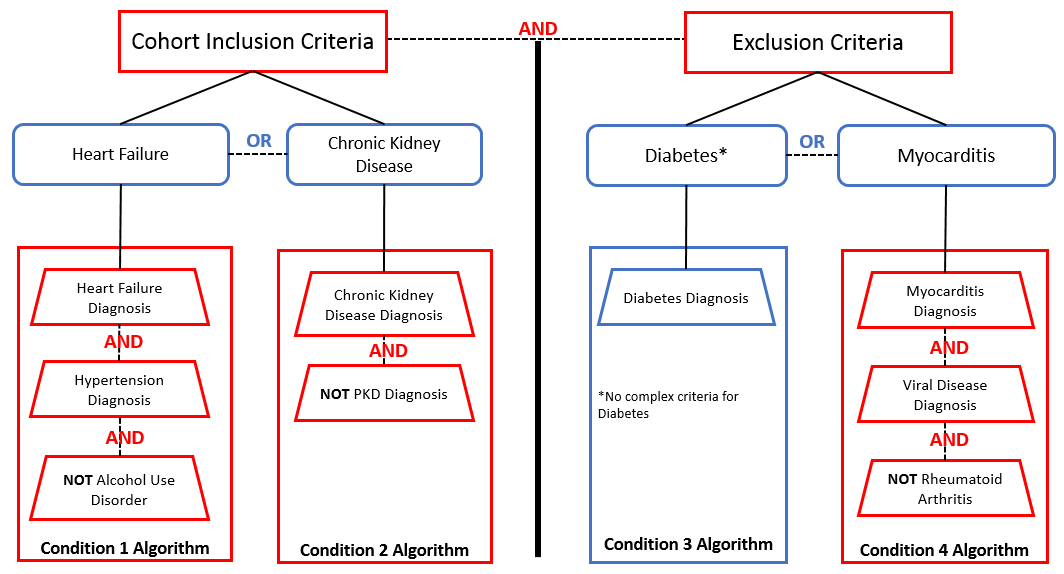 Cohort Inclusion Criteria
AND
Exclusion Criteria
Heart Failure
OR
Chronic Kidney
Disease
Diabetes*
OR
Myocarditis
Heart Failure
Diagnosis
AND
Hypertension
Diagnosis
AND
NOT Alcohol Use
Disorder
Condition 1 Algorithm
Chronic Kidney
Disease Diagnosis
AND
NOT PKD Diagnosis
Condition 2 Algorithm
Diabetes Diagnosis
*No complex criteria for
Diabetes
Condition 3 Algorithm
Myocarditis
Diagnosis
AND
Viral Disease
Diagnosis
AND
NOT Rheumatoid
Arthritis
Condition 4 Algorithm